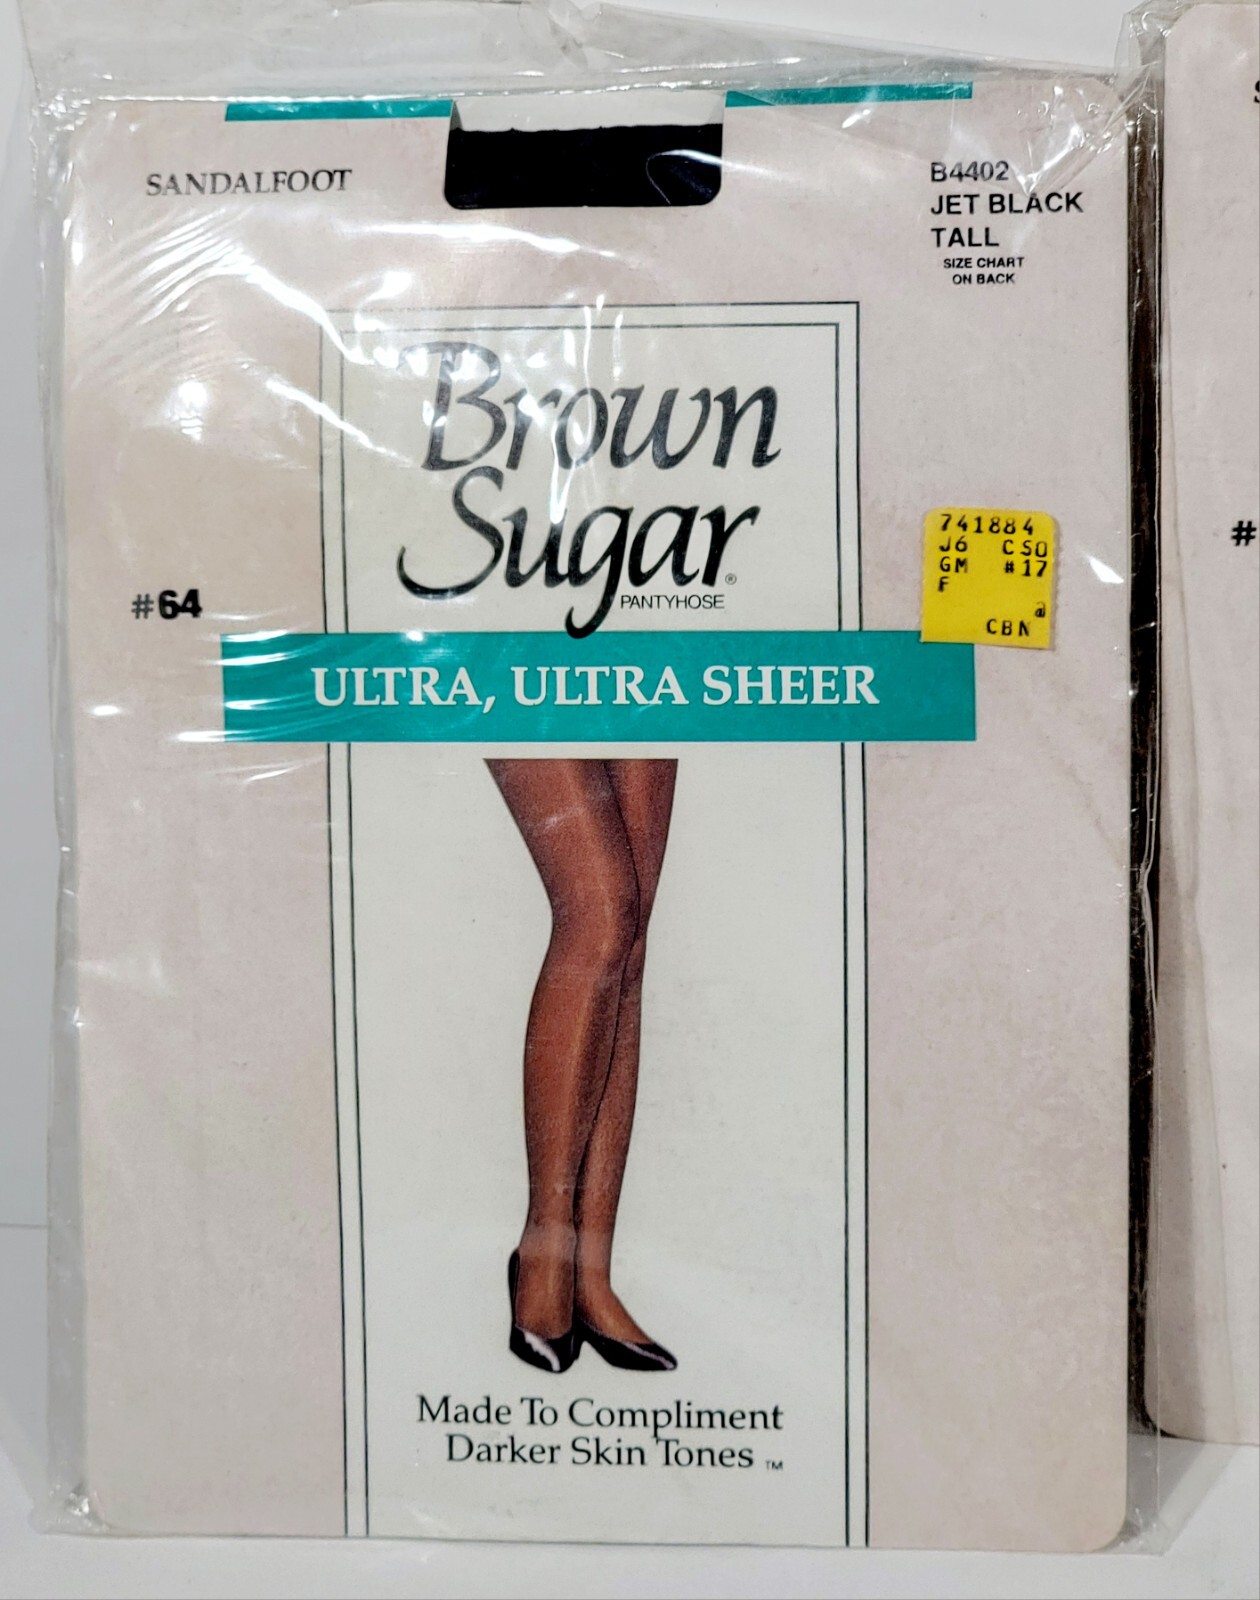 SANDALFOOT
B4402
JET BLACK
TALL
SIZE CHART
ON BACK
Brown
Sugar®
PANTYHOSE
741884
J6 CSO
GM #17
F
a
CBN
#64
ULTRA, ULTRA SHEER
Made To Compliment
Darker Skin Tones ™
#